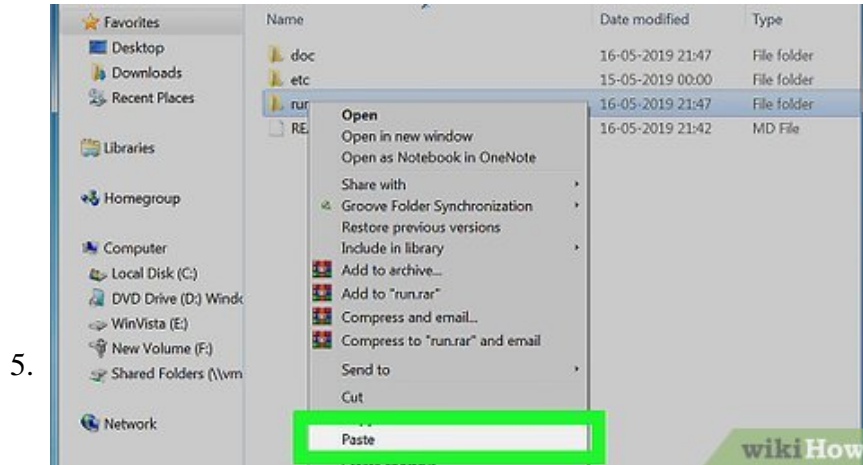 Favorites
Desktop
Downloads
Recent Places
Libraries
Homegroup
Computer
Local Disk (C:)
DVD Drive (D:) Windo
WinVista (E:)
New Volume (F:)
Shared Folders (\\vm
Network
Name Date modified Type
doc 16-05-2019 21:47 File folder
etc 15-05-2019 00:00 File folder
run 16-05-2019 21:47 File folder
RE 16-05-2019 21:42 MD File
Open
Open in new window
Open as Notebook in OneNote
Share with
Groove Folder Synchronization
Restore previous versions
Include in library
Add to archive...
Add to "run.rar"
Compress and email...
Compress to "run.rar" and email
Send to
Cut
Paste
5.
wikiHow